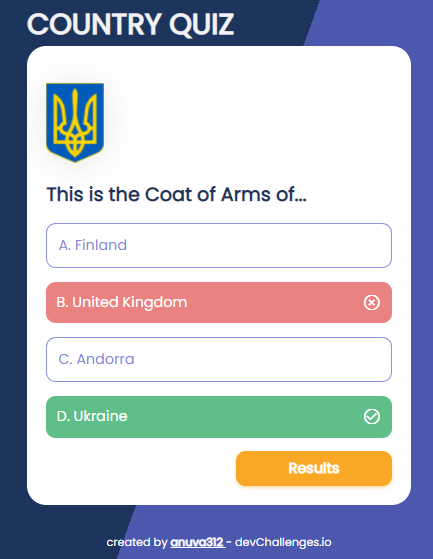 COUNTRY QUIZ
This is the Coat of Arms of...
A. Finland
B. United Kingdom
C. Andorra
D. Ukraine
Results
created by anuva312 - devChallenges.io